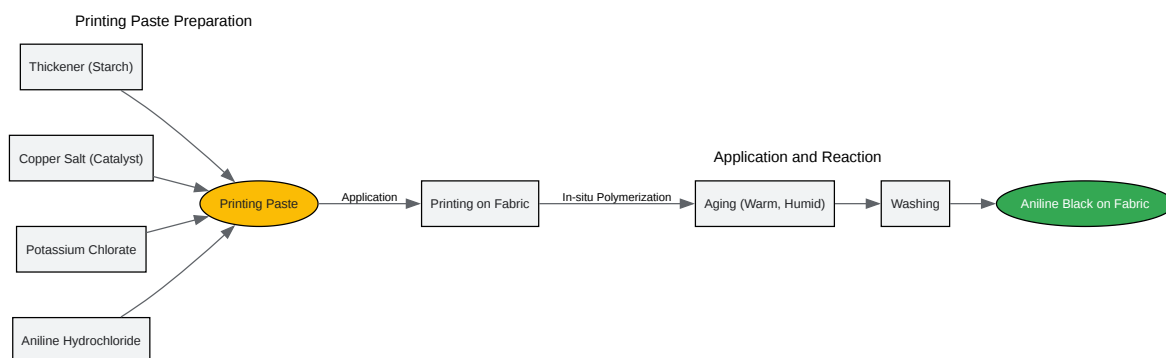 Printing Paste Preparation
Thickener (Starch)
Copper Salt (Catalyst)
Potassium Chlorate
Aniline Hydrochloride
Printing Paste
Application
Printing on Fabric
In-situ Polymerization
Application and Reaction
Aging (Warm, Humid)
Washing
Aniline Black on Fabric